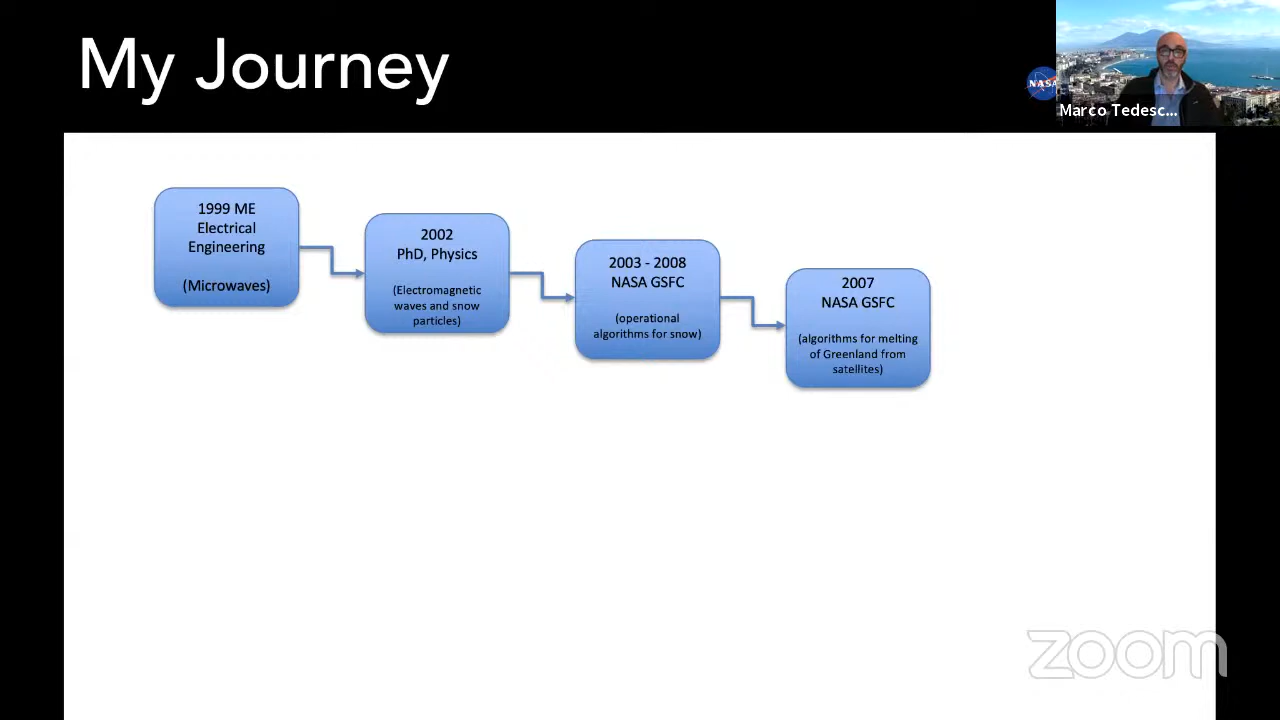 My Journey
NASA
Marco Tedesc...
1999 ME
Electrical
Engineering
(Microwaves)
2002
PhD, Physics
(Electromagnetic
waves and snow
particles)
2003 - 2008
NASA GSFC
(operational
algorithms for snow)
2007
NASA GSFC
(algorithms for melting
of Greenland from
satellites)
zoom